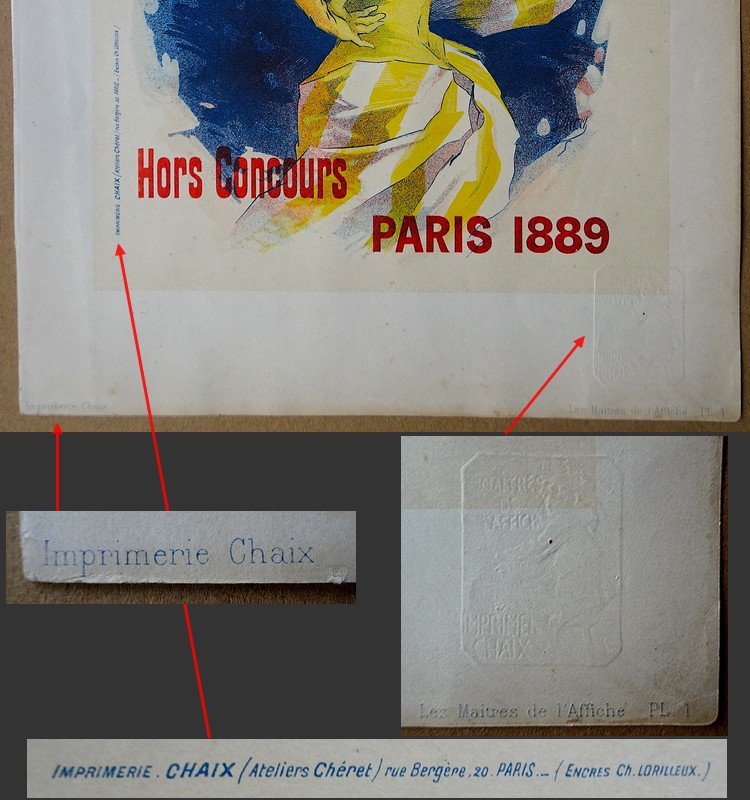 IMPRIMERIE CHAIX (Ateliers Chéret) rue Bergère 20 PARIS _ (ENCRES Ch. LORILLEUX.)
Hors Concours
PARIS 1889
Imprimerie Chaix
Les Maitres de l'Affiche PL. 1
Imprimerie Chaix
MAITRES
AFFICH
IMPRIMER
CHAIX
Les Maitres de l'Affiche PL. 1
IMPRIMERIE . CHAIX (Ateliers Chéret) rue Bergère, 20. PARIS._ (ENCRES CH. LORILLEUX.)